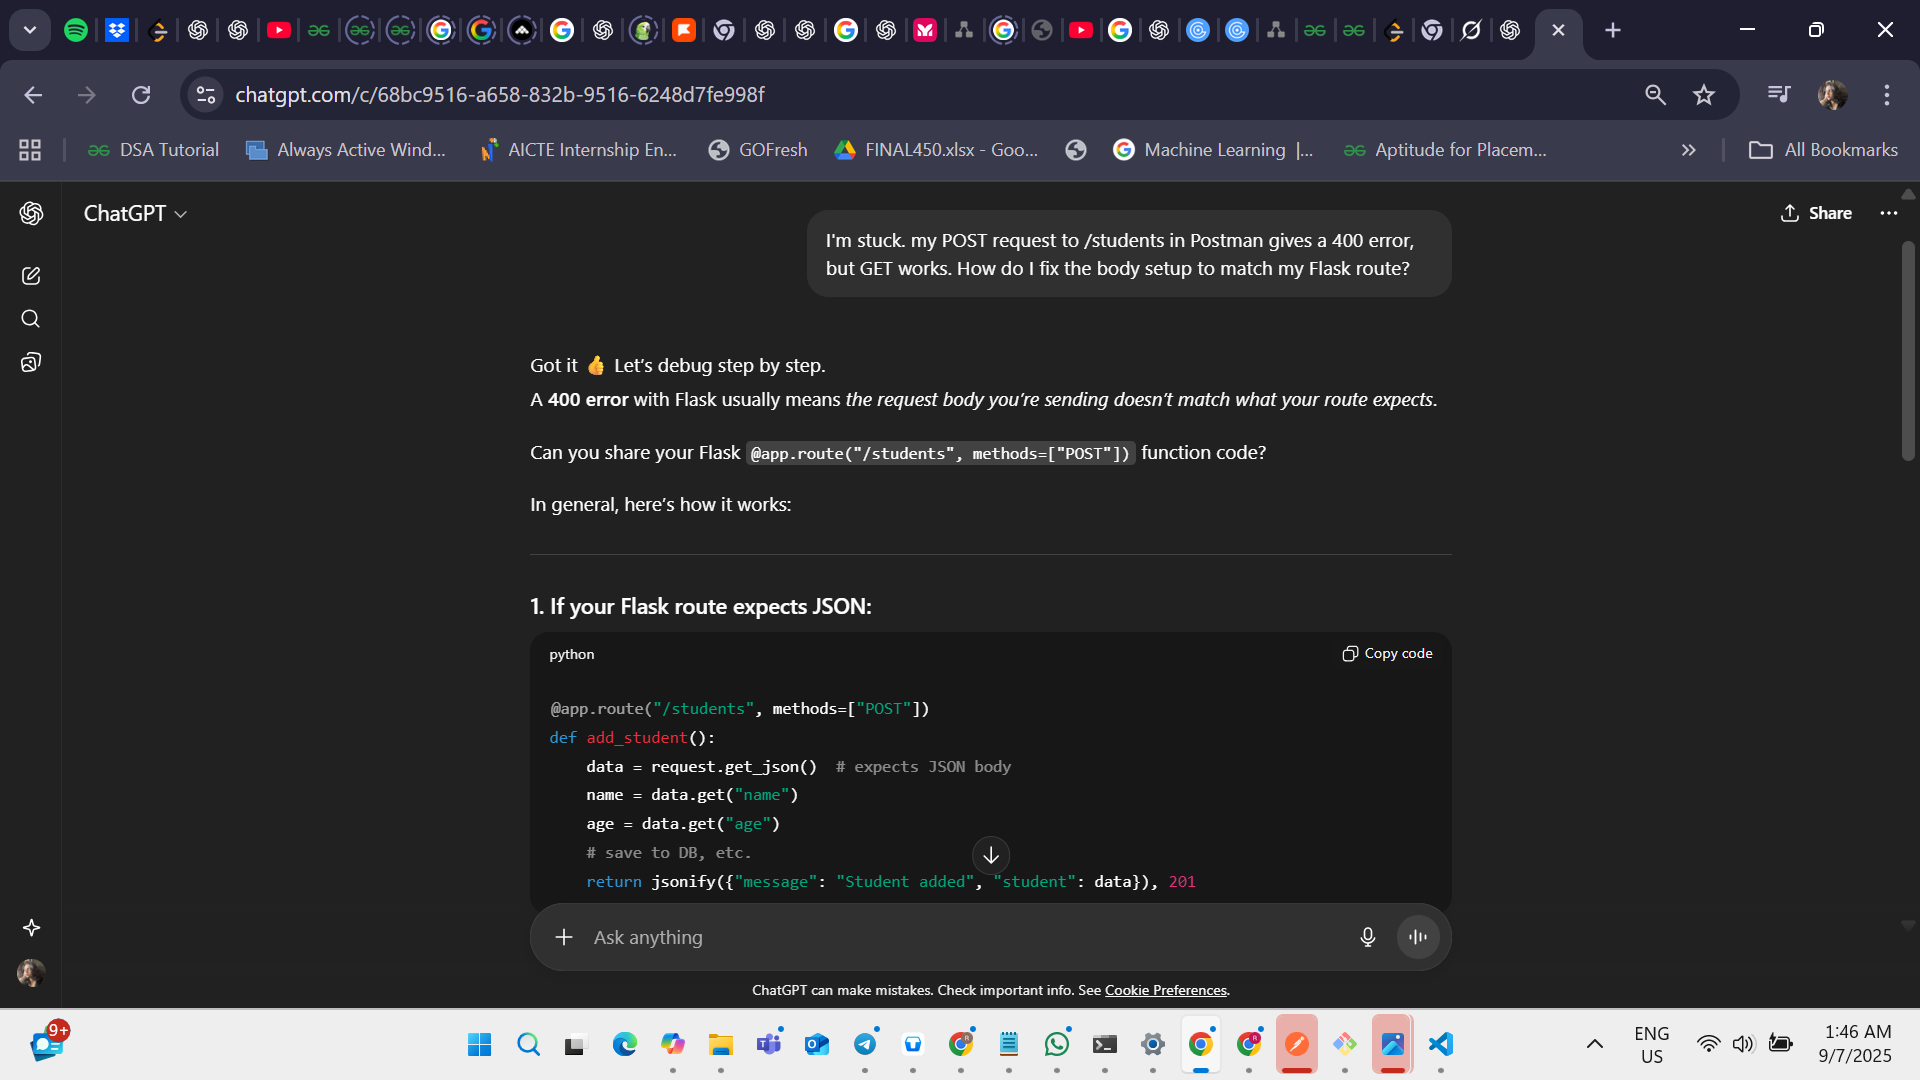 chatgpt.com/c/68bc9516-a658-832b-9516-6248d7fe998f
DSA Tutorial
Always Active Wind...
AICTE Internship En...
GOFresh
FINAL450.xlsx - Goo...
Machine Learning |...
Aptitude for Placem...
All Bookmarks
ChatGPT
Share
I'm stuck. my POST request to /students in Postman gives a 400 error,
but GET works. How do I fix the body setup to match my Flask route?
Got it 👍 Let’s debug step by step.
A 400 error with Flask usually means the request body you’re sending doesn’t match what your route expects.
Can you share your Flask @app.route("/students", methods=["POST"]) function code?
In general, here’s how it works:
1. If your Flask route expects JSON:
python
Copy code
@app.route("/students", methods=["POST"])
def add_student():
    data = request.get_json()  # expects JSON body
    name = data.get("name")
    age = data.get("age")
    # save to DB, etc.
    return jsonify({"message": "Student added", "student": data}), 201
Ask anything
ChatGPT can make mistakes. Check important info. See Cookie Preferences.
9+
ENG
US
1:46 AM
9/7/2025